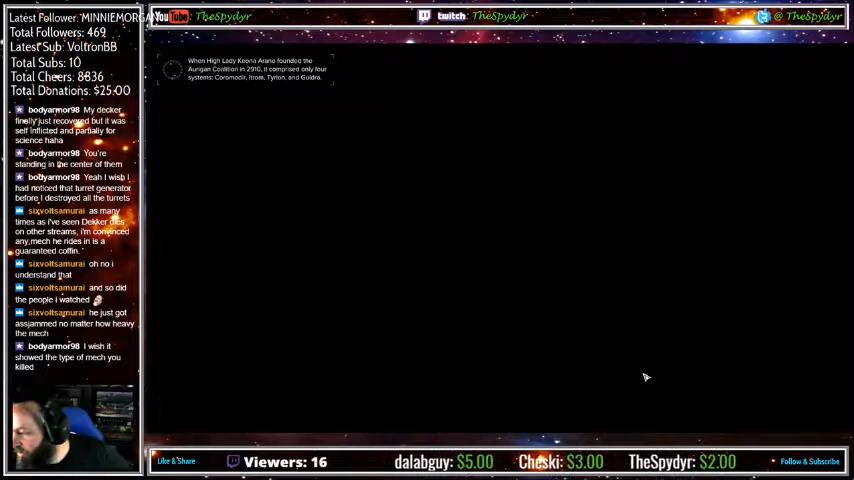 Latest Follower: MINNIEMORGA
Total Followers: 469
Latest Sub: VoltronBB
Total Subs: 10
Total Cheers: 8836
Total Donations: $25.00
You Tube TheSpydyr
twitch TheSpydyr
@ TheSpydyr
When High Lady Keona Arano founded the
Aurigan Coalition in 2910, it comprised only four
systems: Coromodir, Itrom, Tyrlon, and Guldra.
bodyarmor98 My decker
finally just recovered but it was
self inflicted and partially for
science haha
bodyarmor98 You're
standing in the center of them
bodyarmor98 Yeah I wish I
had noticed that turret generator
before I destroyed all the turrets
sixvoltsamurai as many
times as i've seen Dekker dies
on other streams, i'm convinced
any mech he rides in is a
guaranteed coffin.
sixvoltsamurai oh no i
understand that
sixvoltsamurai and so did
the people I watched
sixvoltsamurai he just got
assjammed no matter how heavy
the mech
bodyarmor98 I wish it
showed the type of mech you
killed
Like & Share
Viewers: 16
dalabguy: $5.00
Cheski: $3.00
TheSpydyr: $2.00
Follow & Subscribe